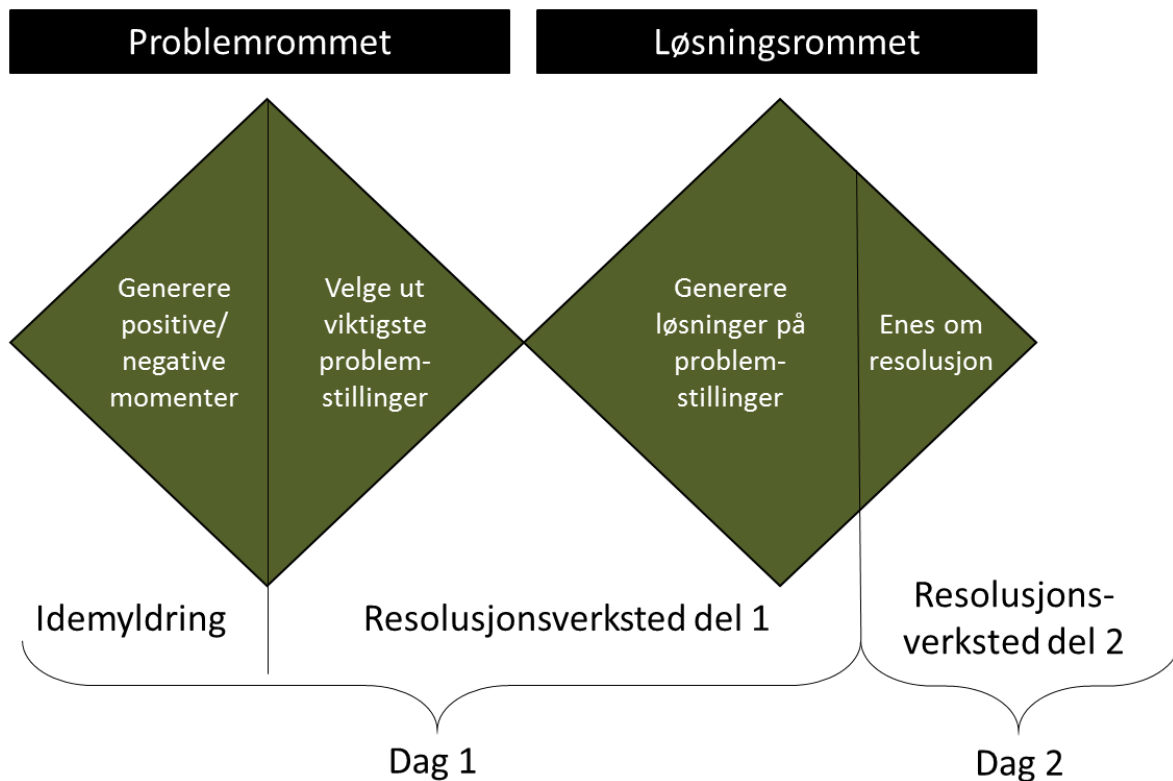 Problemrommet
Løsningsrommet
Generere
positive/
negative
momenter
Velge ut
viktigste
problem-
stillinger
Generere
løsninger på
problem-
stillinger
Enes om
resolusjon
Idemyldring
Resolusjonsverksted del 1
Resolusjons-
verksted del 2
Dag 1
Dag 2